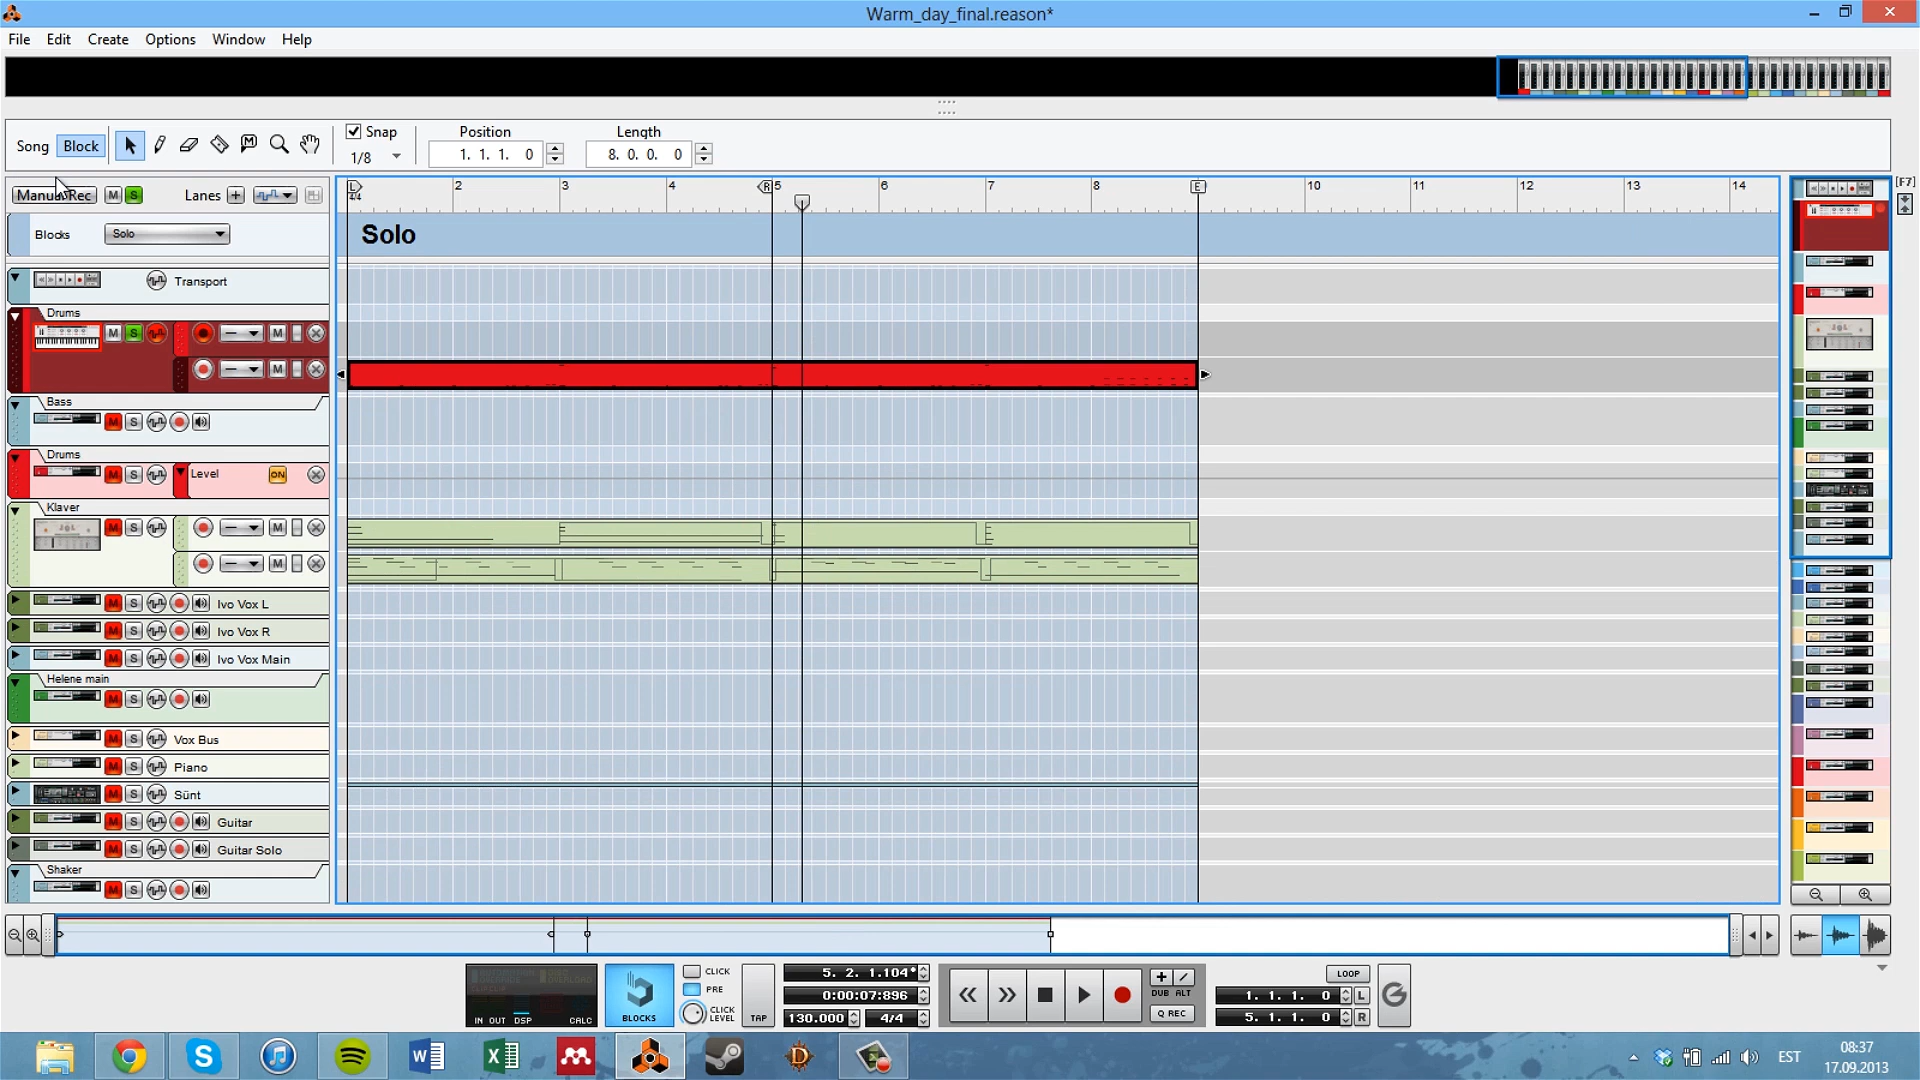 Warm_day_final.reason*
File Edit Create Options Window Help
Song Block M Snap Position Length
1/8 1. 1. 1. 0 8. 0. 0. 0
Manual Rec M S Lanes +
L 2 3 4 R 5 6 7 8 E 10 11 12 13 14
4/4
[F7]
Blocks Solo
Solo
Transport
Drums
M S M
M
Bass
M S
Drums
M S Level ON
Klaver
M S M
M
M S Ivo Vox L
M S Ivo Vox R
M S Ivo Vox Main
Helene main
M S
M S Vox Bus
M S Piano
M S Sünt
M S Guitar
M S Guitar Solo
Shaker
M S
IN OUT DSP CALC
BLOCKS
CLICK
PRE
CLICK LEVEL
TAP
5. 2. 1.104*
0:00:07:896
130.000 4/4
DUB ALT
Q REC
LOOP
1. 1. 1. 0 L
5. 1. 1. 0 R
EST
08:37
17.09.2013